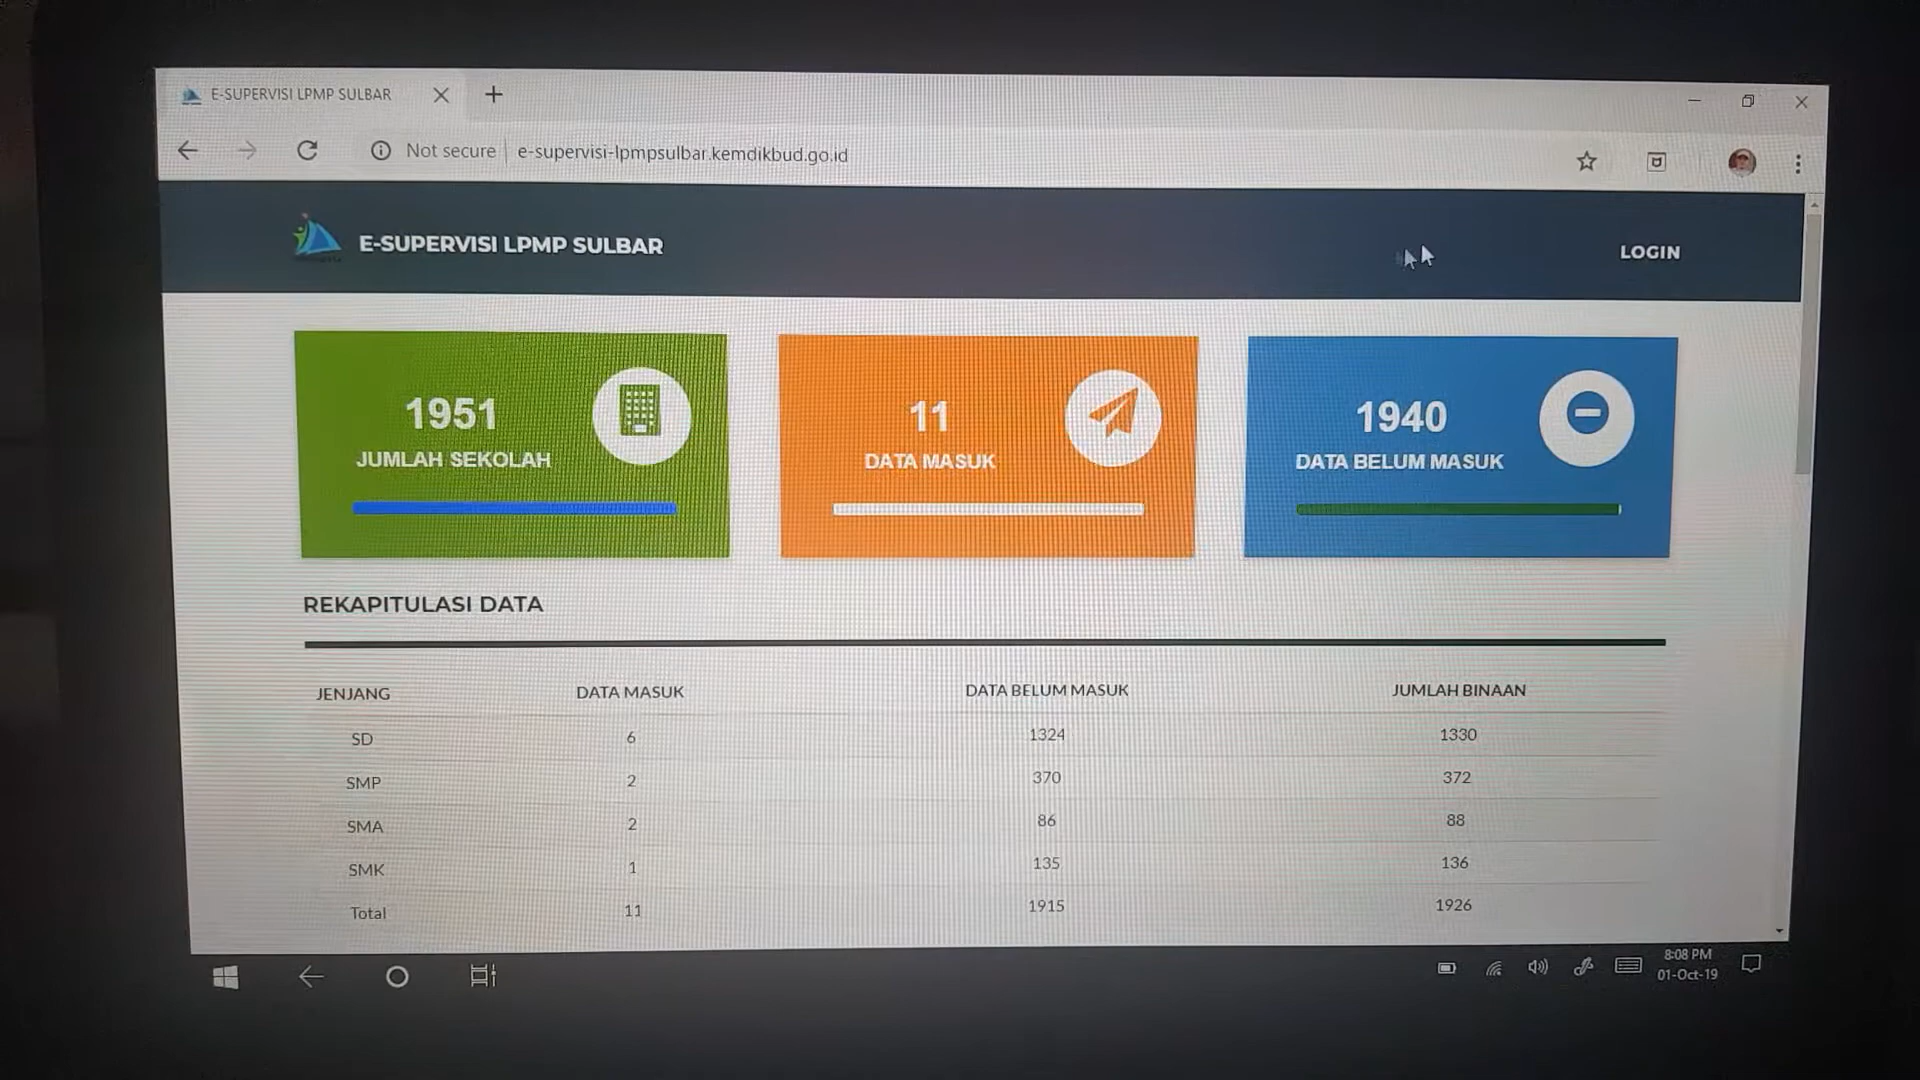 E-SUPERVISI LPMP SULBAR
Not secure e-supervisi-lpmpsulbar.kemdikbud.go.id
E-SUPERVISI LPMP SULBAR LOGIN
1951
JUMLAH SEKOLAH
11
DATA MASUK
1940
DATA BELUM MASUK
REKAPITULASI DATA
JENJANG DATA MASUK DATA BELUM MASUK JUMLAH BINAAN
SD 6 1324 1330
SMP 2 370 372
SMA 2 86 88
SMK 1 135 136
Total 11 1915 1926
8:08 PM
01-Oct-19